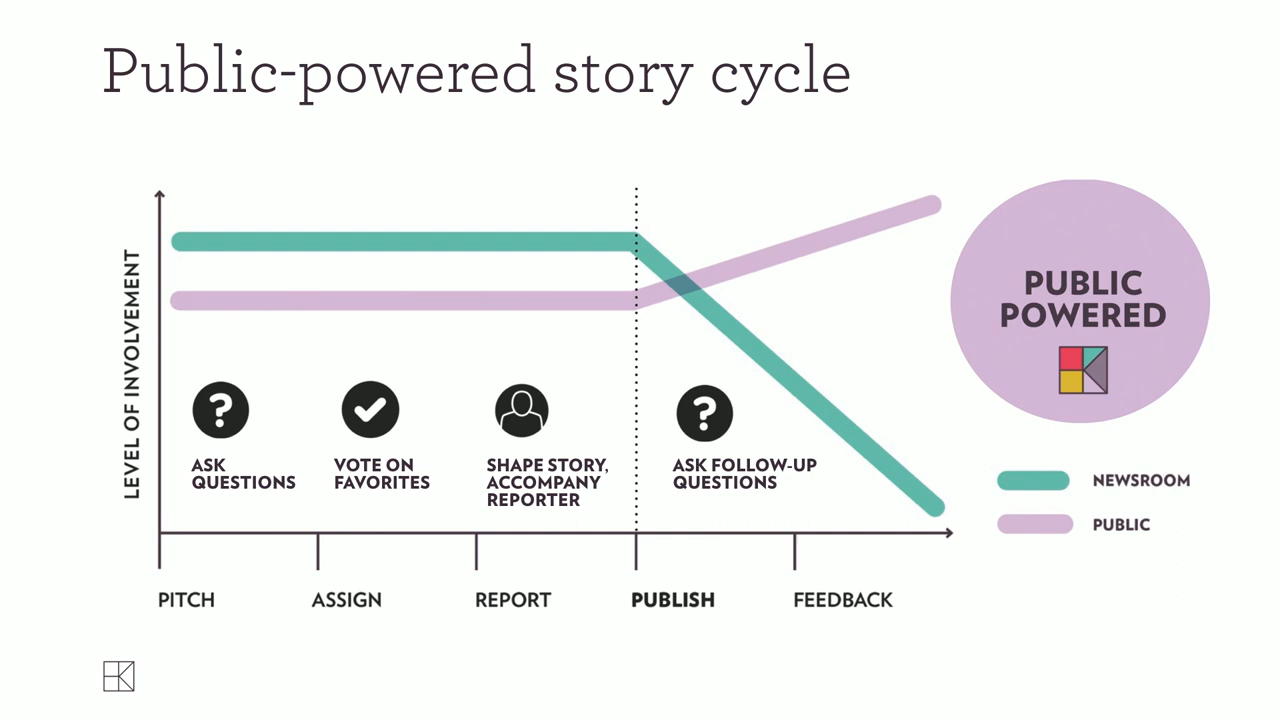 Public-powered story cycle
LEVEL OF INVOLVEMENT
PUBLIC
POWERED
?
ASK
QUESTIONS
VOTE ON
FAVORITES
SHAPE STORY,
ACCOMPANY
REPORTER
?
ASK FOLLOW-UP
QUESTIONS
NEWSROOM
PUBLIC
PITCH
ASSIGN
REPORT
PUBLISH
FEEDBACK